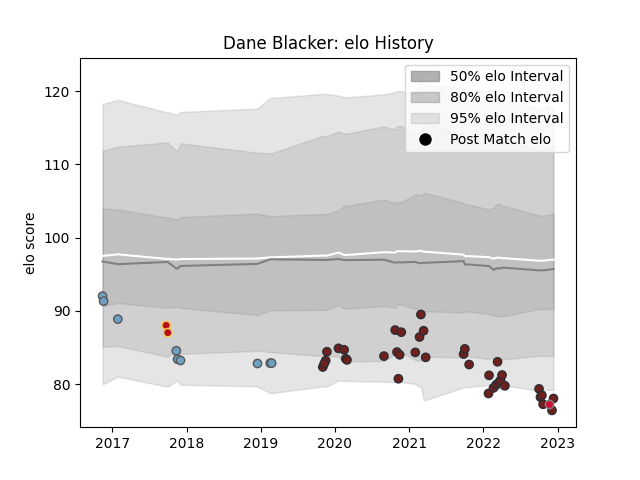 Dane Blacker: elo History
50% elo Interval
80% elo Interval
95% elo Interval
Post Match elo
elo score
120
110
100
90
80
2017
2018
2019
2020
2021
2022
2023